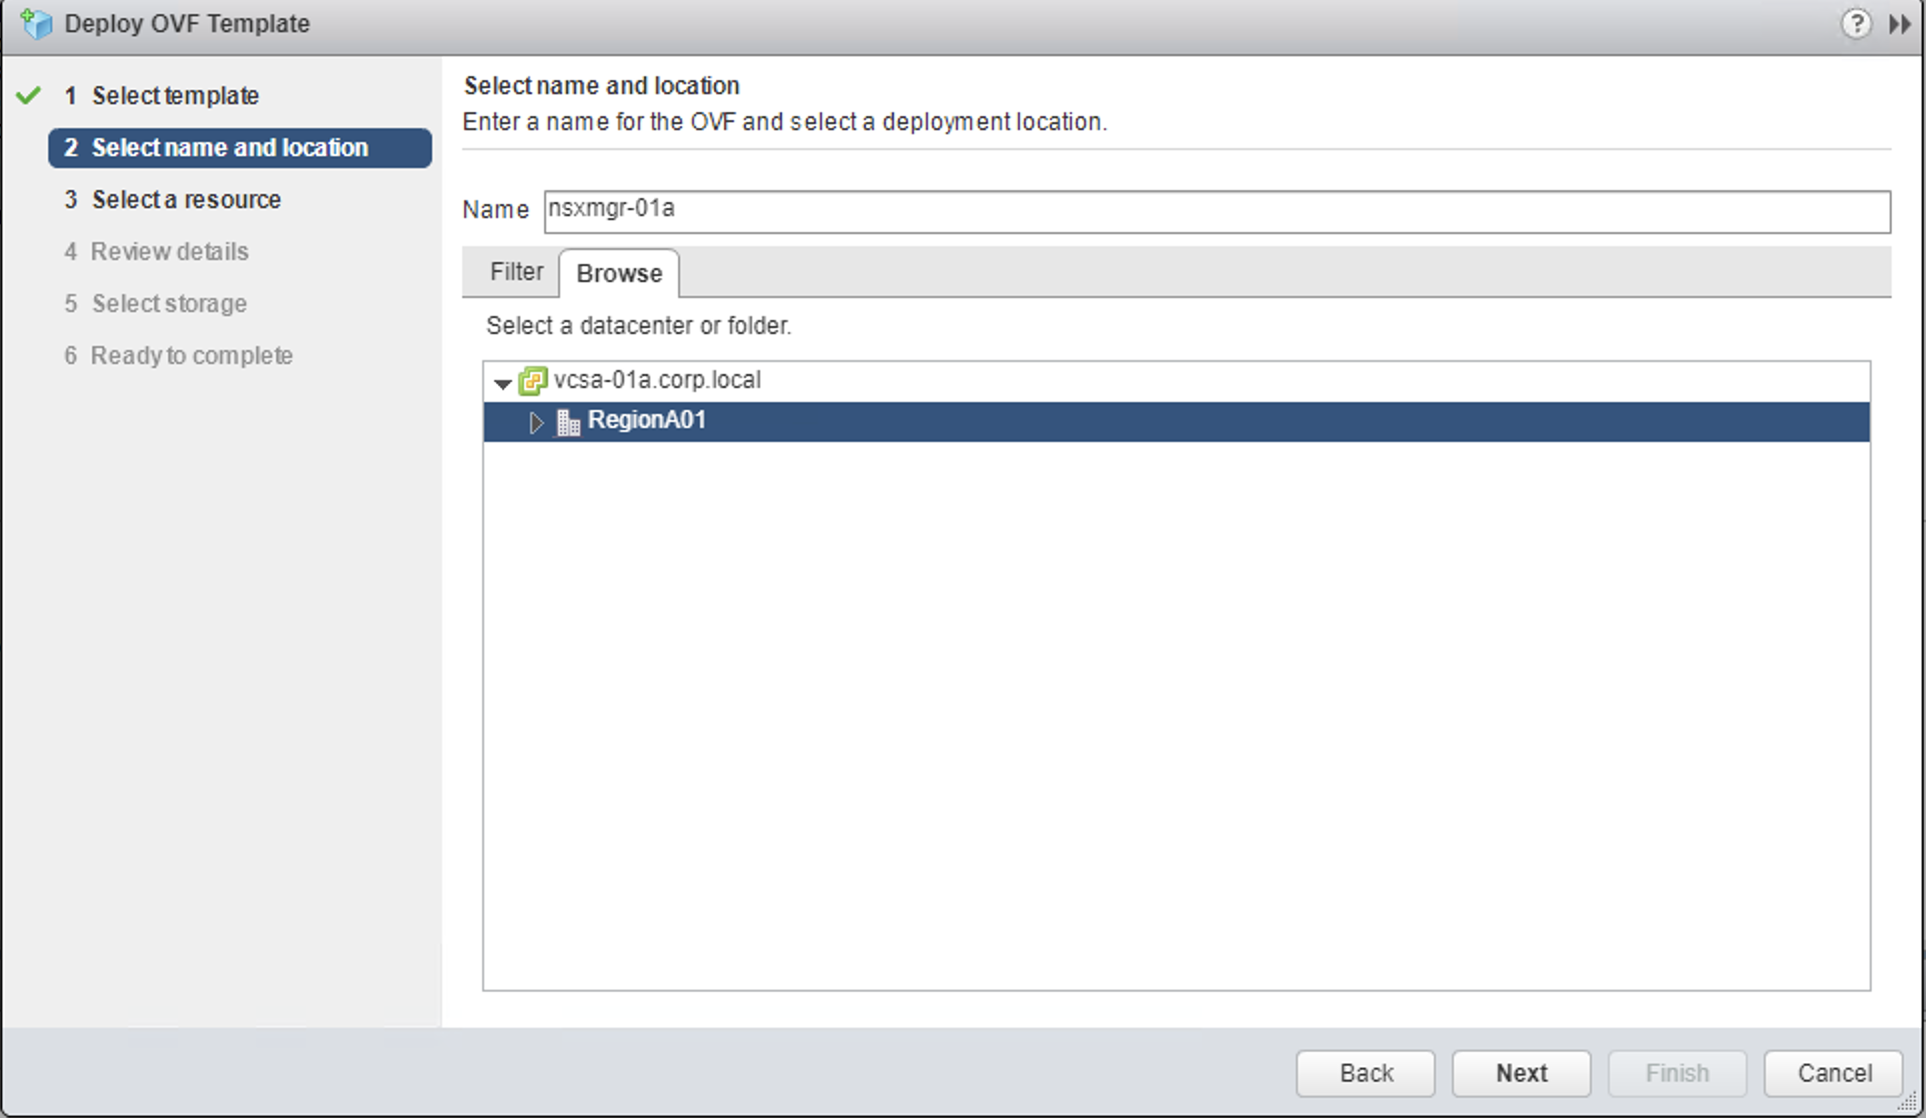 Deploy OVF Template
?
1 Select template
2 Select name and location
3 Select a resource
4 Review details
5 Select storage
6 Ready to complete
Select name and location
Enter a name for the OVF and select a deployment location.
Name nsxmgr-01a
Filter Browse
Select a datacenter or folder.
vcsa-01a.corp.local
RegionA01
Back Next Finish Cancel